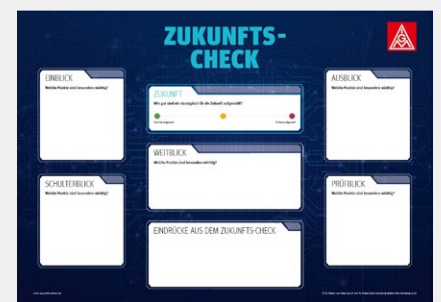 ZUKUNFTS-
CHECK
IGM
EINBLICK
Welche Punkte sind besonders wichtig?
ZUKUNFT
Wie gut sind wir strategisch für die Zukunft aufgestellt?
AUSBLICK
Welche Punkte sind besonders wichtig?
WEITBLICK
Welche Punkte sind besonders wichtig?
SCHULTERBLICK
Welche Punkte sind besonders wichtig?
PRÜFBLICK
Welche Punkte sind besonders wichtig?
EINDRÜCKE AUS DEM ZUKUNFTS-CHECK